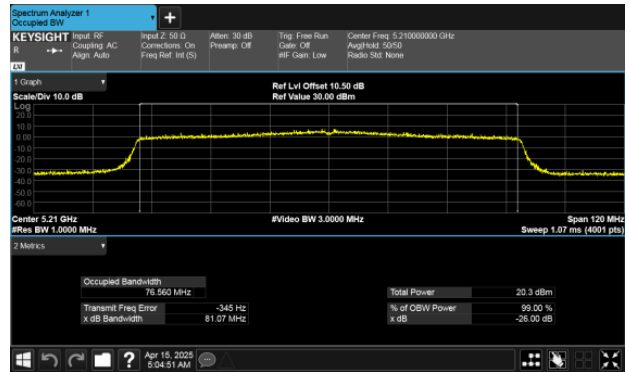 Spectrum Analyzer 1
Occupied BW
+
KEYSIGHT Input: RF Input Z: 50 Ω Atten: 30 dB Trig: Free Run Center Freq: 5.210000000 GHz
R Coupling: AC Corrections: On Preamp: Off Gate: Off Avg|Hold: 50/50
Align: Auto Freq Ref: Int (S) #IF Gain: Low Radio Std: None
LXI
1 Graph Ref Lvl Offset 10.50 dB
Scale/Div 10.0 dB Ref Value 30.00 dBm
Log
20.0
10.0
0.00
-10.0
-20.0
-30.0
-40.0
-50.0
-60.0
Center 5.21 GHz #Video BW 3.0000 MHz Span 120 MHz
#Res BW 1.0000 MHz Sweep 1.07 ms (4001 pts)
2 Metrics
Occupied Bandwidth
76.560 MHz Total Power 20.3 dBm
Transmit Freq Error -345 Hz % of OBW Power 99.00 %
x dB Bandwidth 81.07 MHz x dB -26.00 dB
? Apr 15, 2025
5:04:51 AM